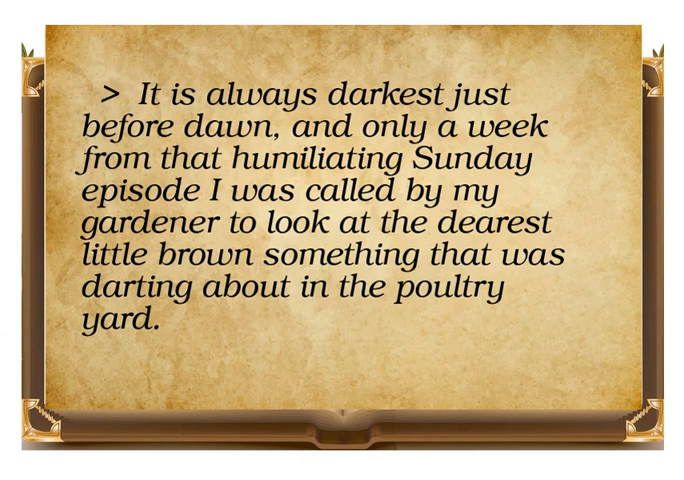 > It is always darkest just
before dawn, and only a week
from that humiliating Sunday
episode I was called by my
gardener to look at the dearest
little brown something that was
darting about in the poultry
yard.